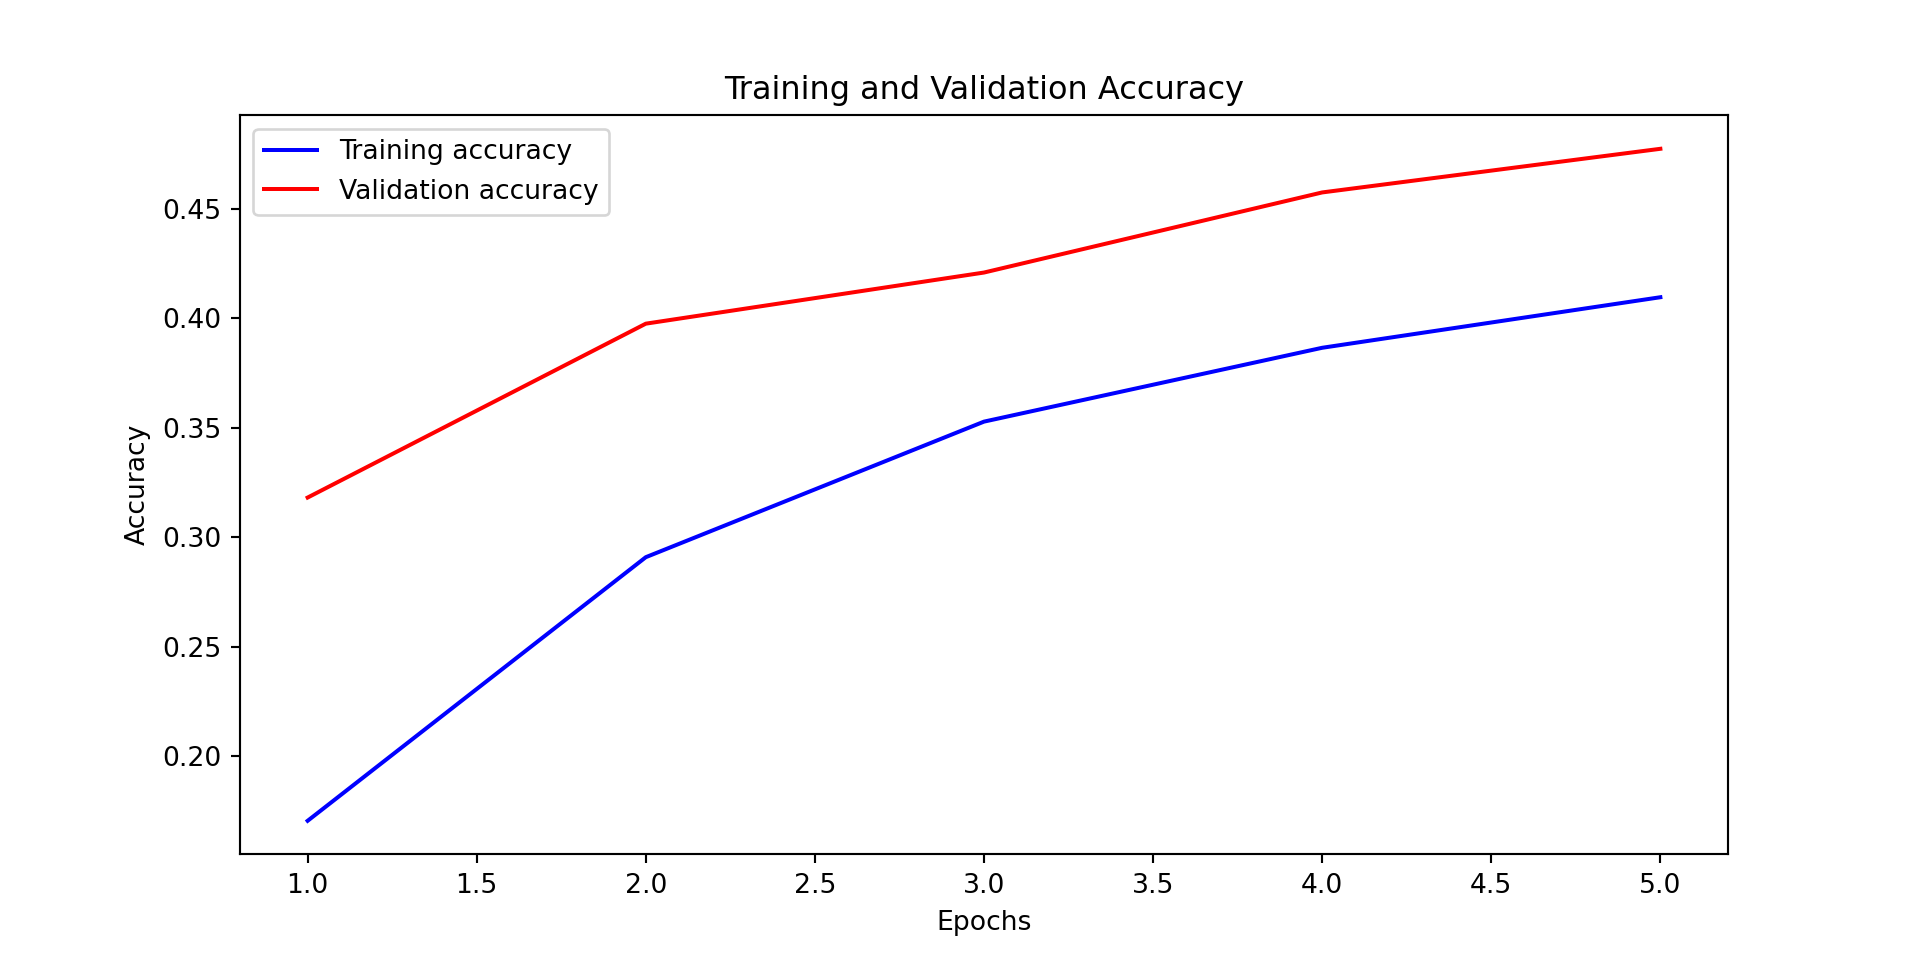 Training and Validation Accuracy
Training accuracy
Validation accuracy
Accuracy
0.45
0.40
0.35
0.30
0.25
0.20
1.0 1.5 2.0 2.5 3.0 3.5 4.0 4.5 5.0
Epochs